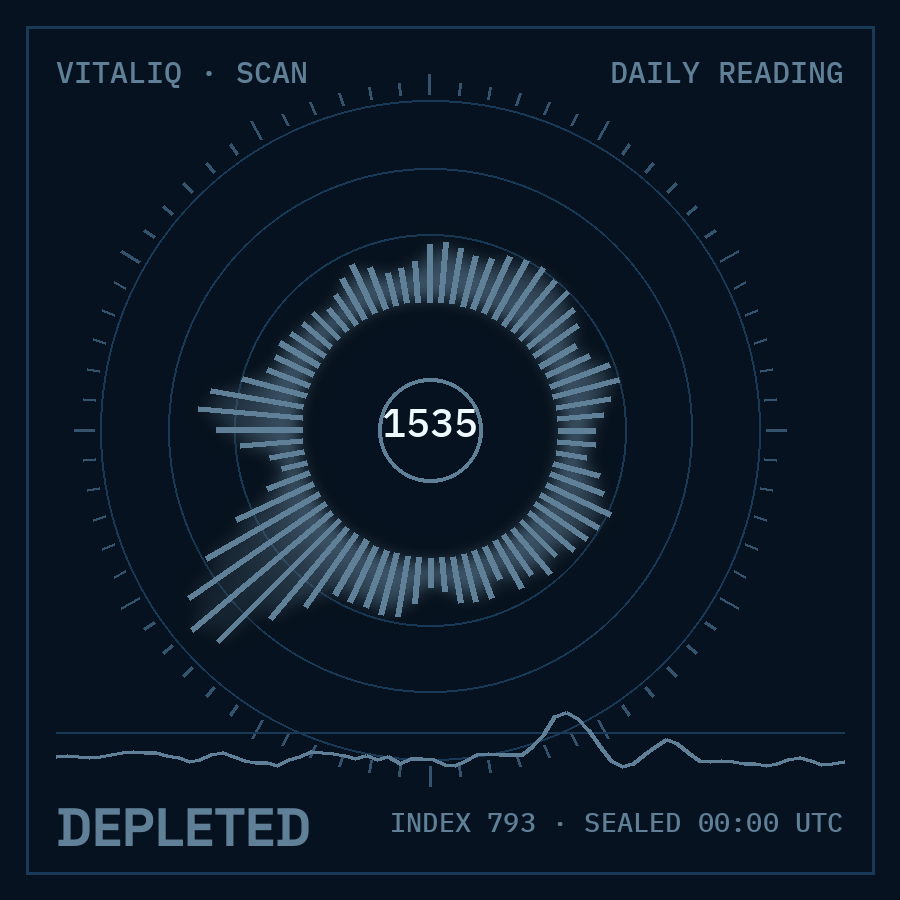 VITALIQ · SCAN
DAILY READING
1535
DEPLETED
INDEX 793 · SEALED 00:00 UTC